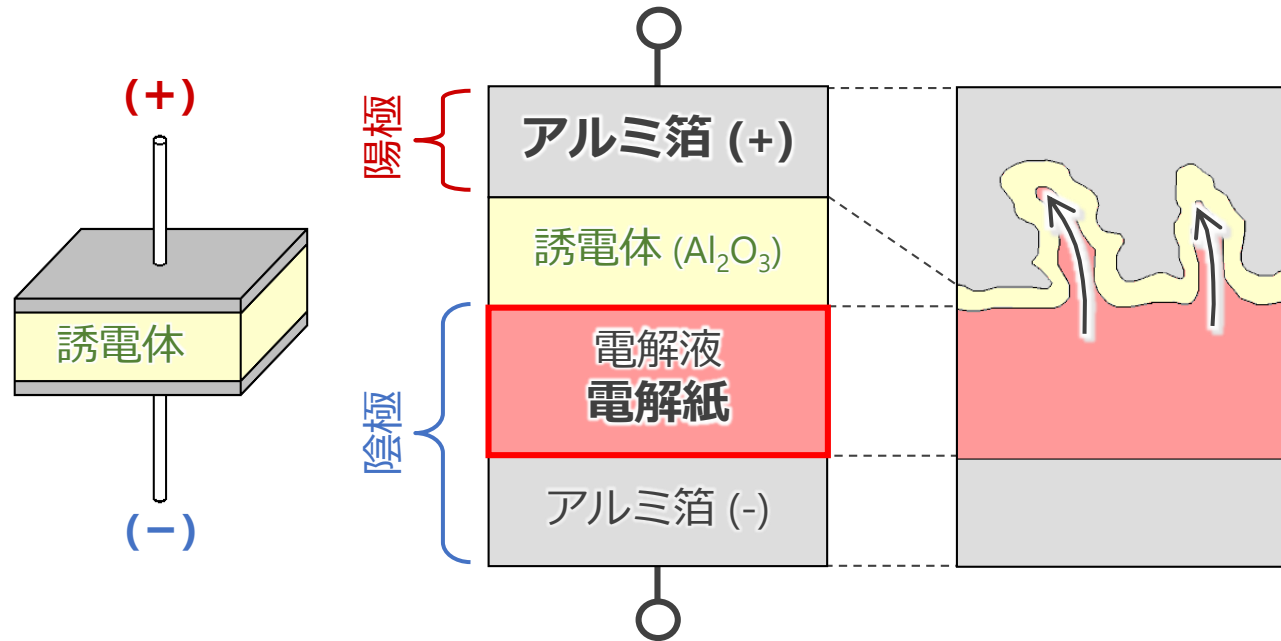 (+)
誘電体
(−)
陽極
アルミ箔 (+)
誘電体 (Al₂O₃)
陰極
電解液
電解紙
アルミ箔 (-)